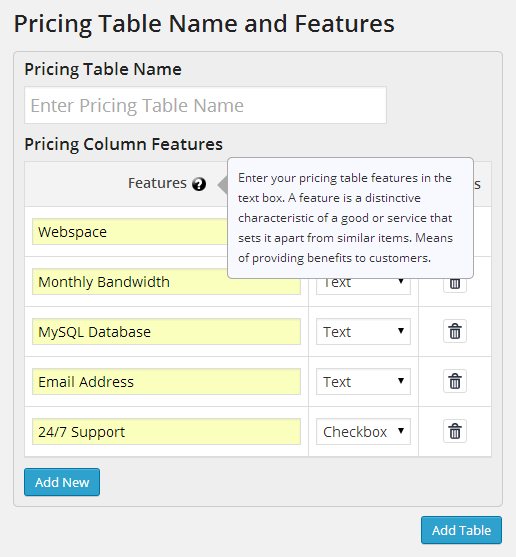 Pricing Table Name and Features
Pricing Table Name
Enter Pricing Table Name
Pricing Column Features
Features ?
Enter your pricing table features in the
text box. A feature is a distinctive
characteristic of a good or service that
sets it apart from similar items. Means
of providing benefits to customers.
Webspace
Monthly Bandwidth Text
MySQL Database Text
Email Address Text
24/7 Support Checkbox
Add New
Add Table